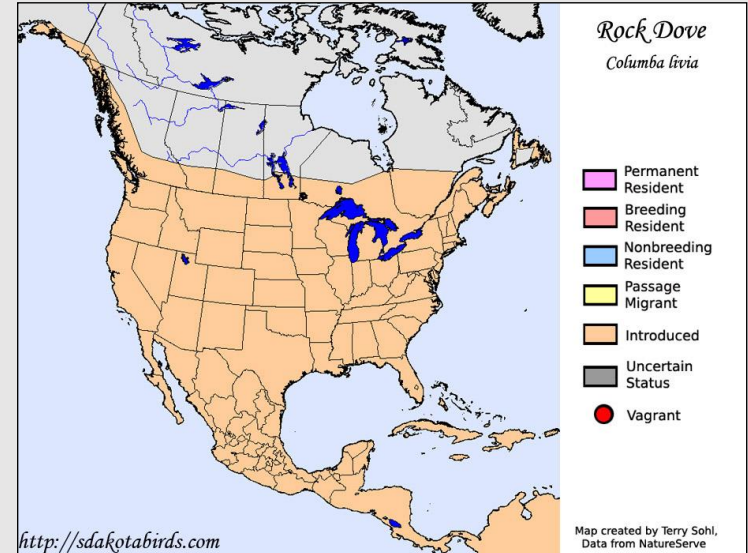 Rock Dove
Columba livia
Permanent
Resident
Breeding
Resident
Nonbreeding
Resident
Passage
Migrant
Introduced
Uncertain
Status
Vagrant
http://sdakotabirds.com
Map created by Terry Sohl,
Data from NatureServe